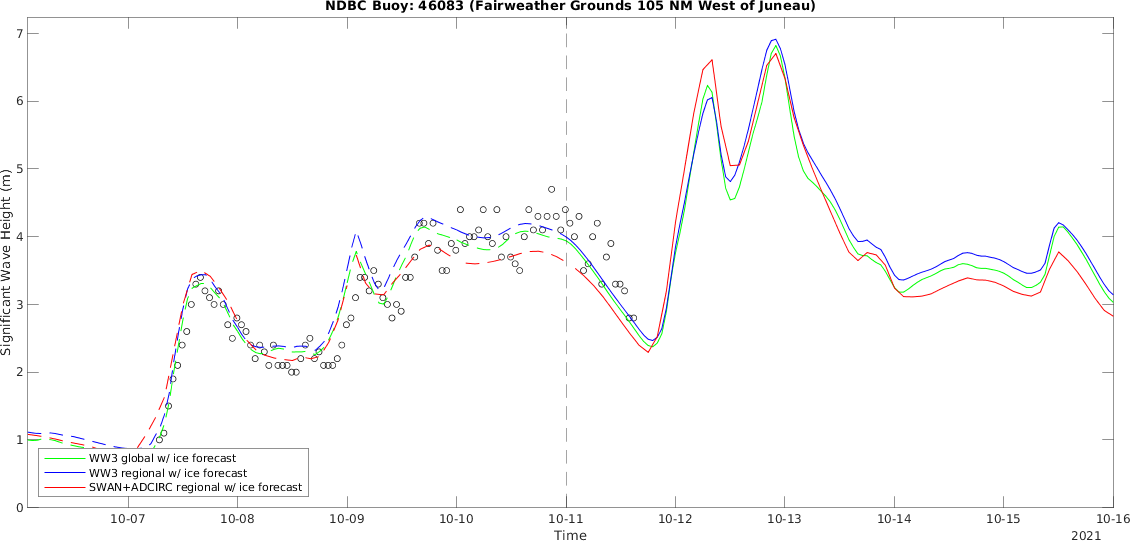 NDBC Buoy: 46083 (Fairweather Grounds 105 NM West of Juneau)
7
6
5
4
3
2
1
0
Significant Wave Height (m)
WW3 global w/ ice forecast
WW3 regional w/ ice forecast
SWAN+ADCIRC regional w/ ice forecast
10-07 10-08 10-09 10-10 10-11 10-12 10-13 10-14 10-15 10-16
Time 2021